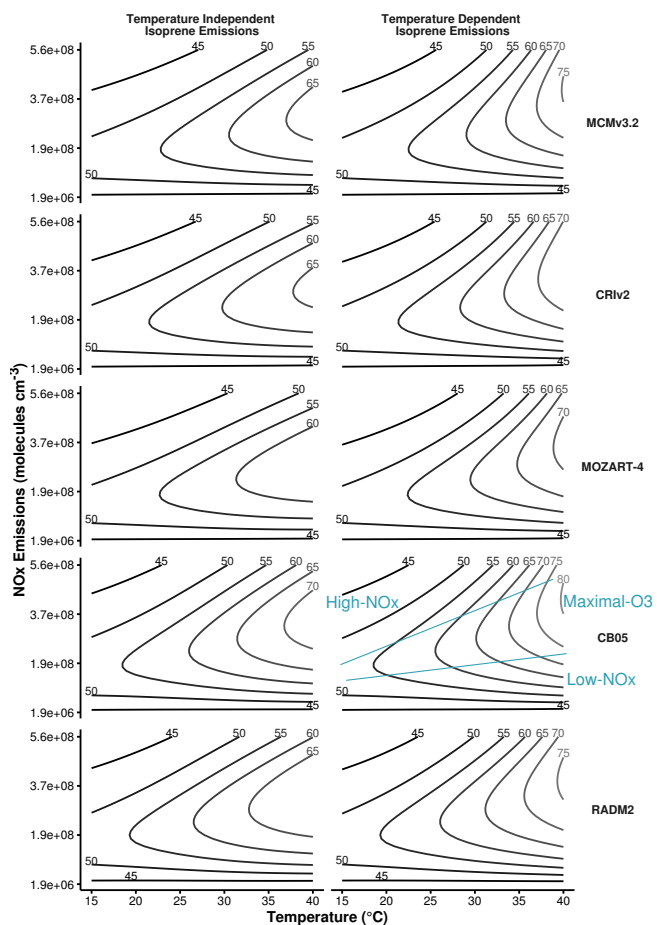 Temperature Independent
Isoprene Emissions
Temperature Dependent
Isoprene Emissions
NOx Emissions (molecules cm⁻³)
5.6e+08
3.7e+08
1.9e+08
1.9e+06
45
50
55
60
65
50
45
45
50
55
60
65
70
75
50
45
MCMv3.2
5.6e+08
3.7e+08
1.9e+08
1.9e+06
45
50
55
60
65
50
45
45
50
55
60
65
70
50
45
CRIv2
5.6e+08
3.7e+08
1.9e+08
1.9e+06
45
50
55
60
50
45
45
50
55
60
65
70
50
45
MOZART-4
5.6e+08
3.7e+08
1.9e+08
1.9e+06
45
50
55
60
65
70
50
45
45
50
55
60
65
70
75
80
50
45
High-NOx
Maximal-O3
CB05
Low-NOx
5.6e+08
3.7e+08
1.9e+08
1.9e+06
45
50
55
60
65
50
45
45
50
55
60
65
70
75
50
45
RADM2
15 20 25 30 35 40 15 20 25 30 35 40
Temperature (°C)